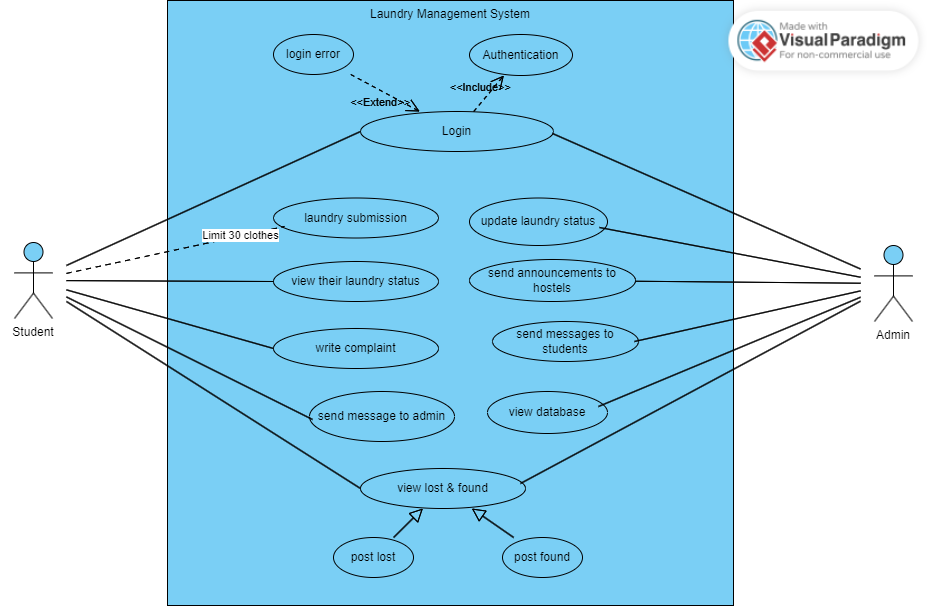 Laundry Management System
Made with
VisualParadigm
For non-commercial use
login error
Authentication
<<Extend>>
<<Include>>
Login
laundry submission
update laundry status
Limit 30 clothes
view their laundry status
send announcements to
hostels
Student
Admin
write complaint
send messages to
students
send message to admin
view database
view lost & found
post lost
post found